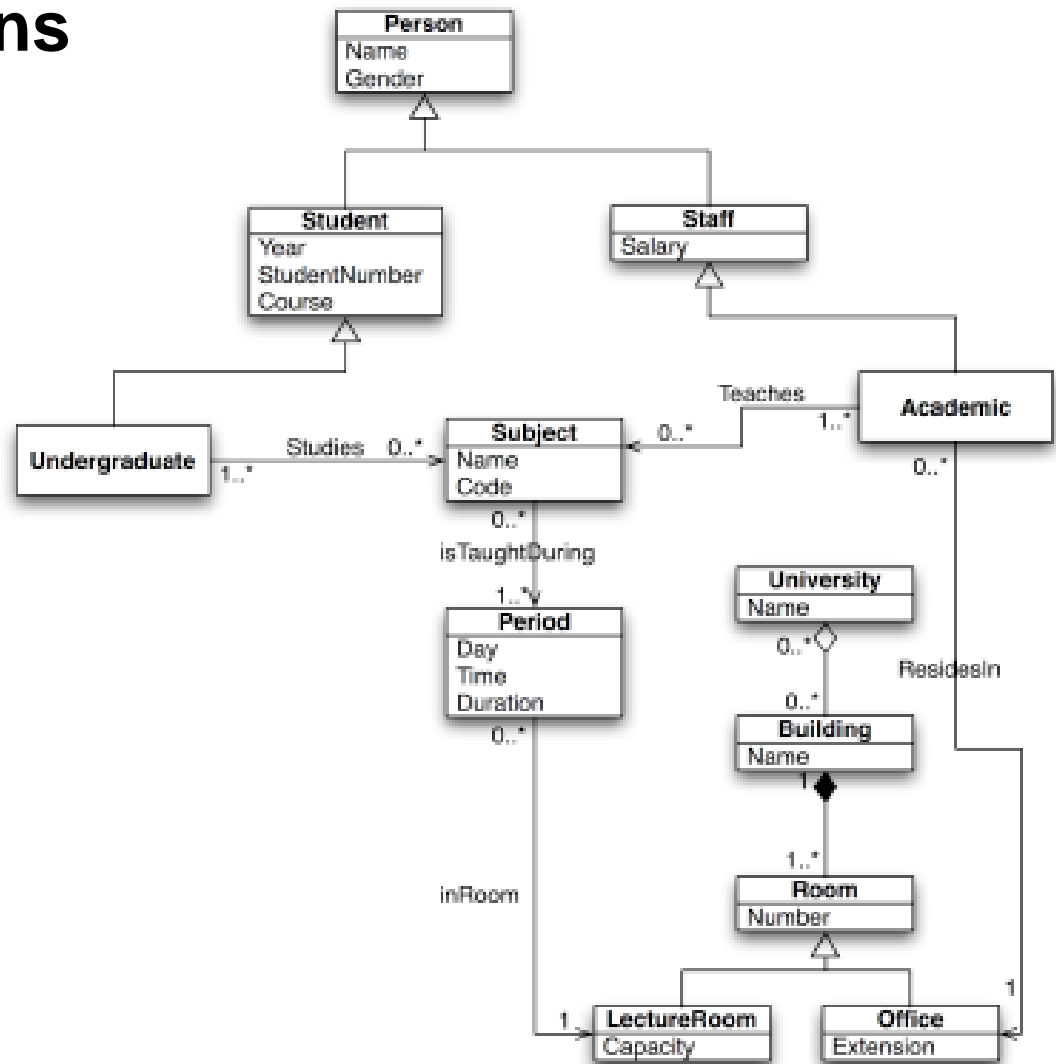 ns
Person
Name
Gender
Student
Year
StudentNumber
Course
Staff
Salary
Undergraduate
1..*
Studies
0..*
Subject
Name
Code
0..*
Teaches
1..*
Academic
0..*
0..*
isTaughtDuring
1..*
Period
Day
Time
Duration
0..*
University
Name
0..*
ResidesIn
0..*
Building
Name
1
1..*
inRoom
Room
Number
1
LectureRoom
Capacity
Office
Extension
1